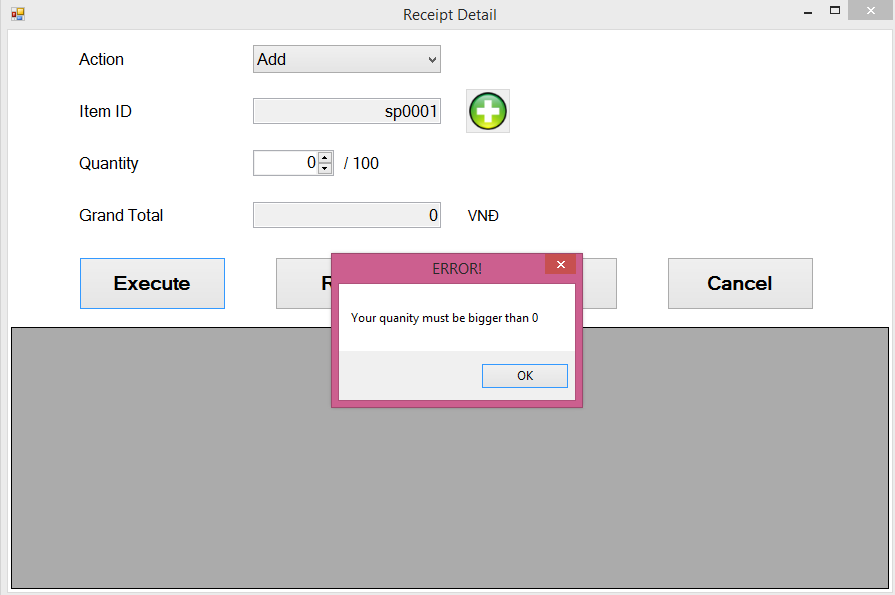 Receipt Detail
Action Add
Item ID sp0001
Quantity 0 / 100
Grand Total 0 VNĐ
Execute R Cancel
ERROR!
Your quanity must be bigger than 0
OK